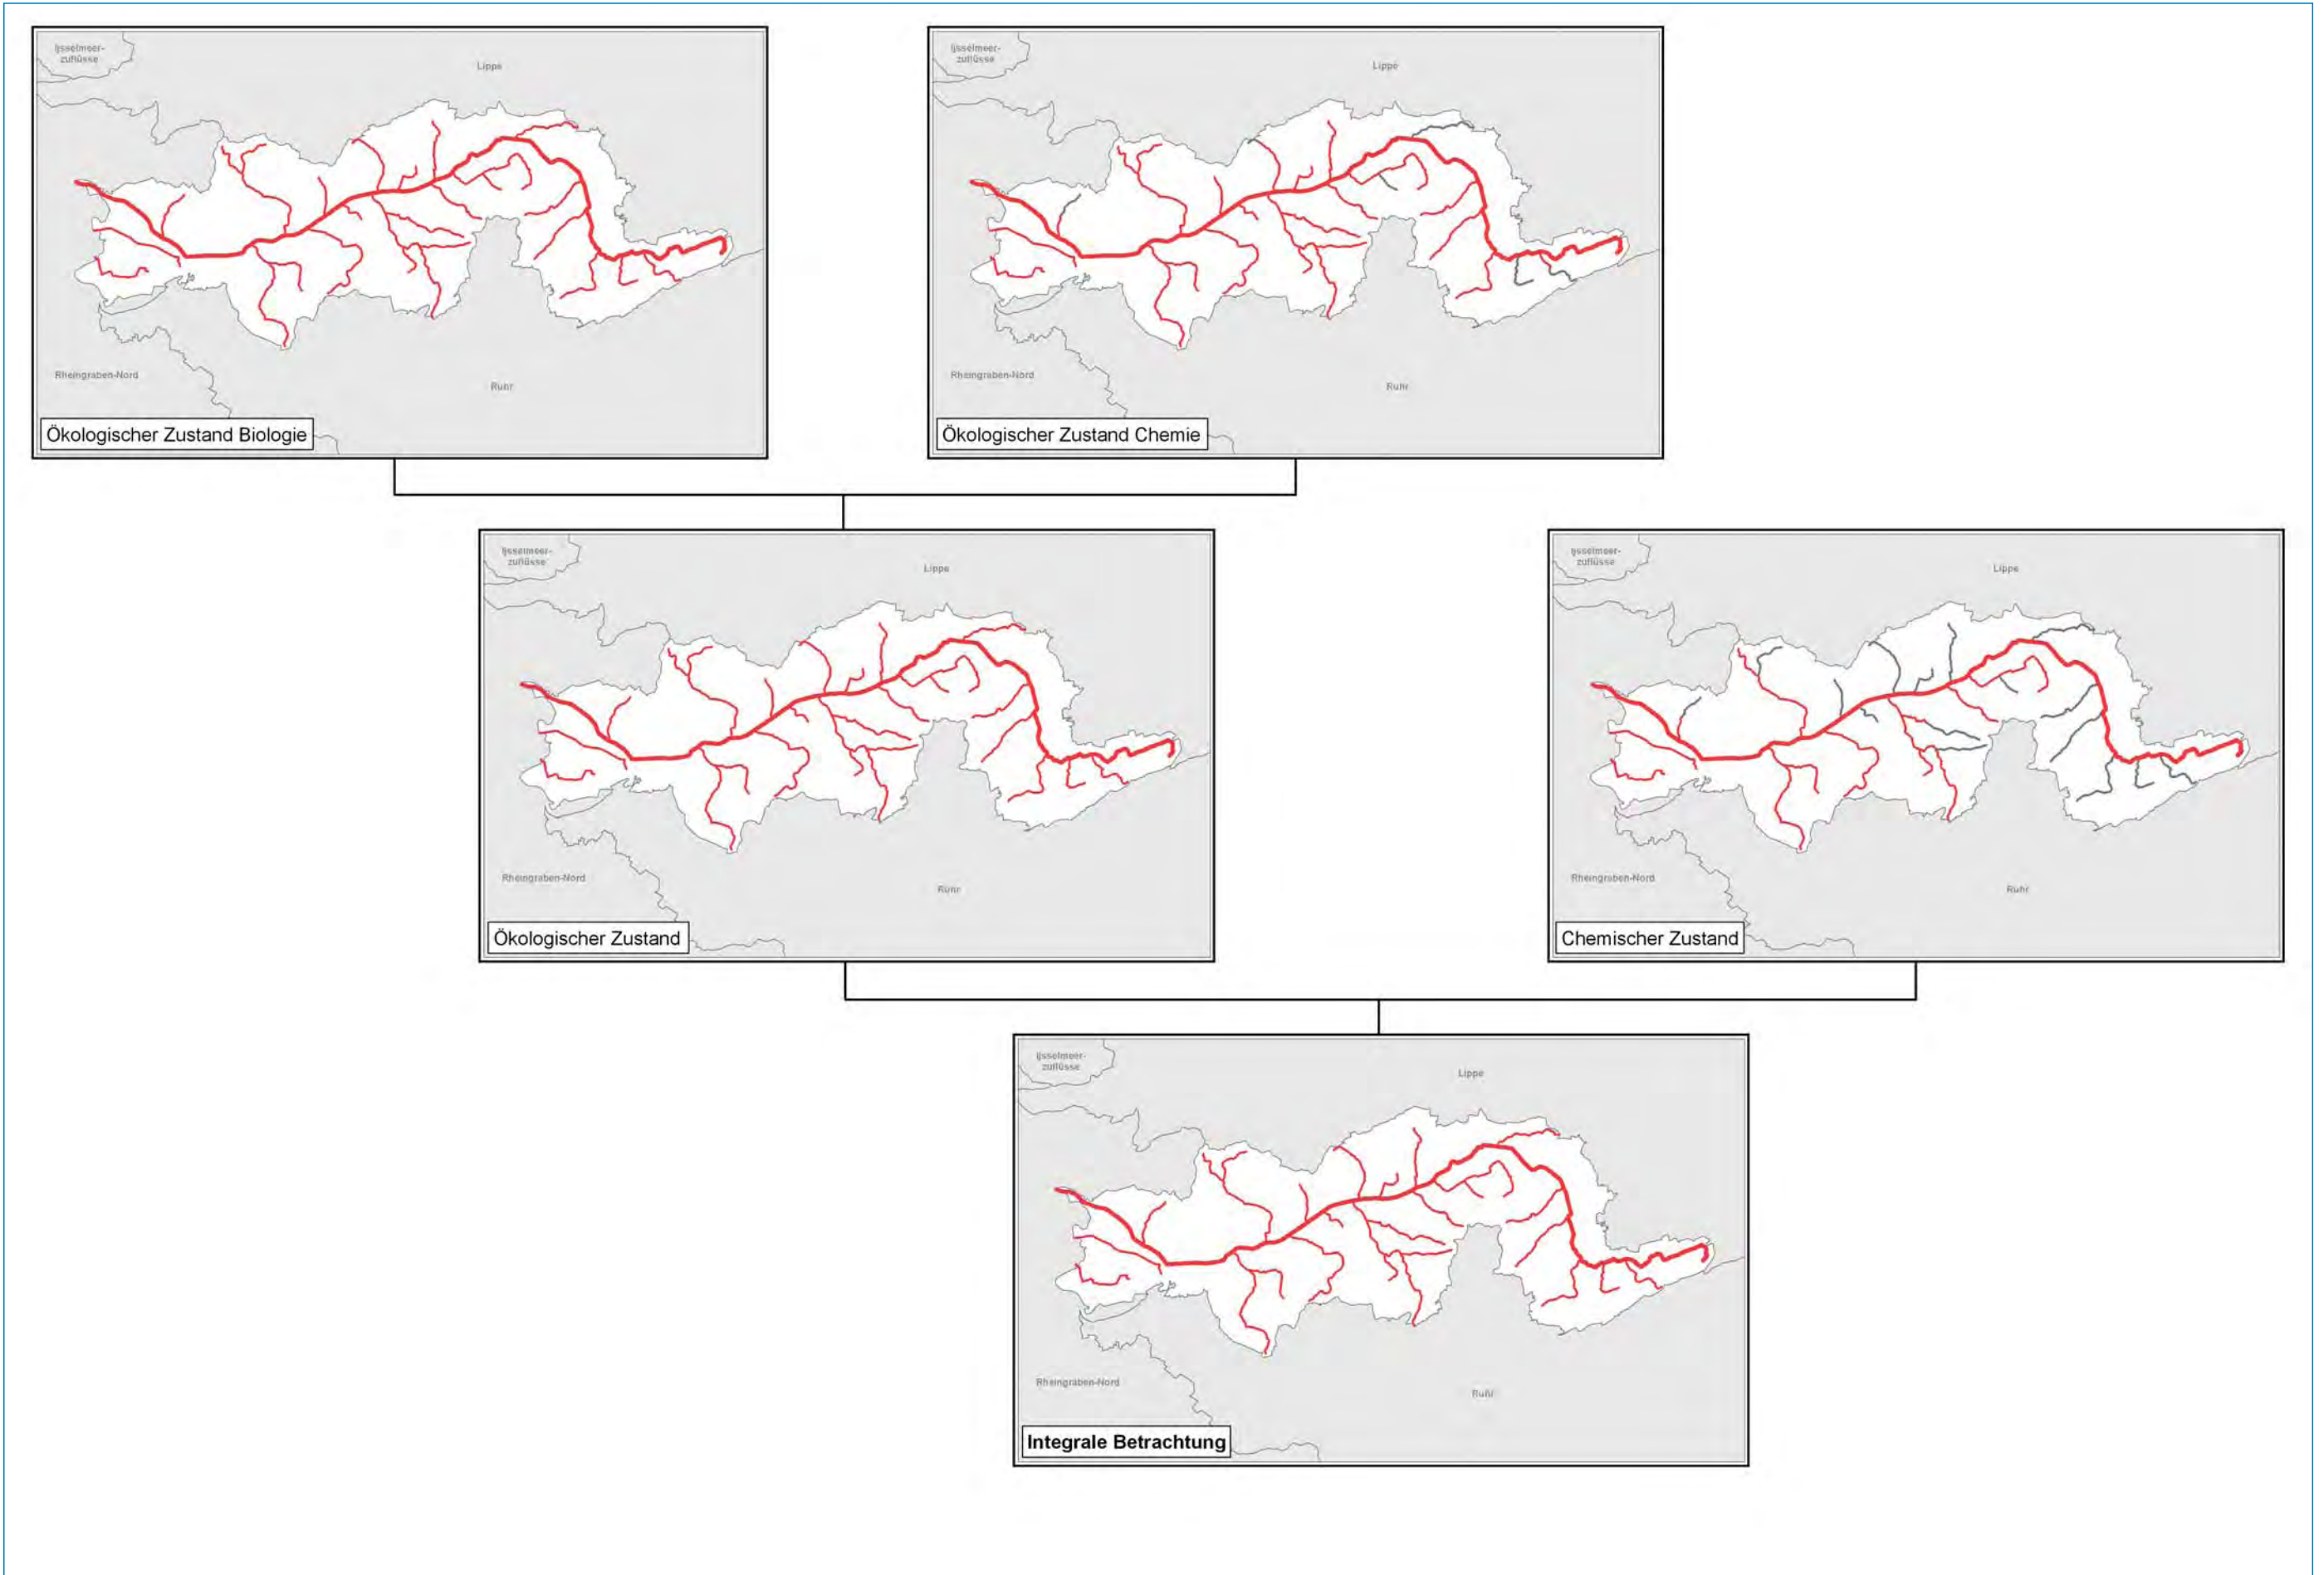 Ijsselmeer-
zuflüsse
Lippe
Rheingraben-Nord
Ruhr
Ökologischer Zustand Biologie
Ijsselmeer-
zuflüsse
Lippe
Rheingraben-Nord
Ruhr
Ökologischer Zustand Chemie
Ijsselmeer-
zuflüsse
Lippe
Rheingraben-Nord
Ruhr
Ökologischer Zustand
Ijsselmeer-
zuflüsse
Lippe
Rheingraben-Nord
Ruhr
Chemischer Zustand
Ijsselmeer-
zuflüsse
Lippe
Rheingraben-Nord
Ruhr
Integrale Betrachtung